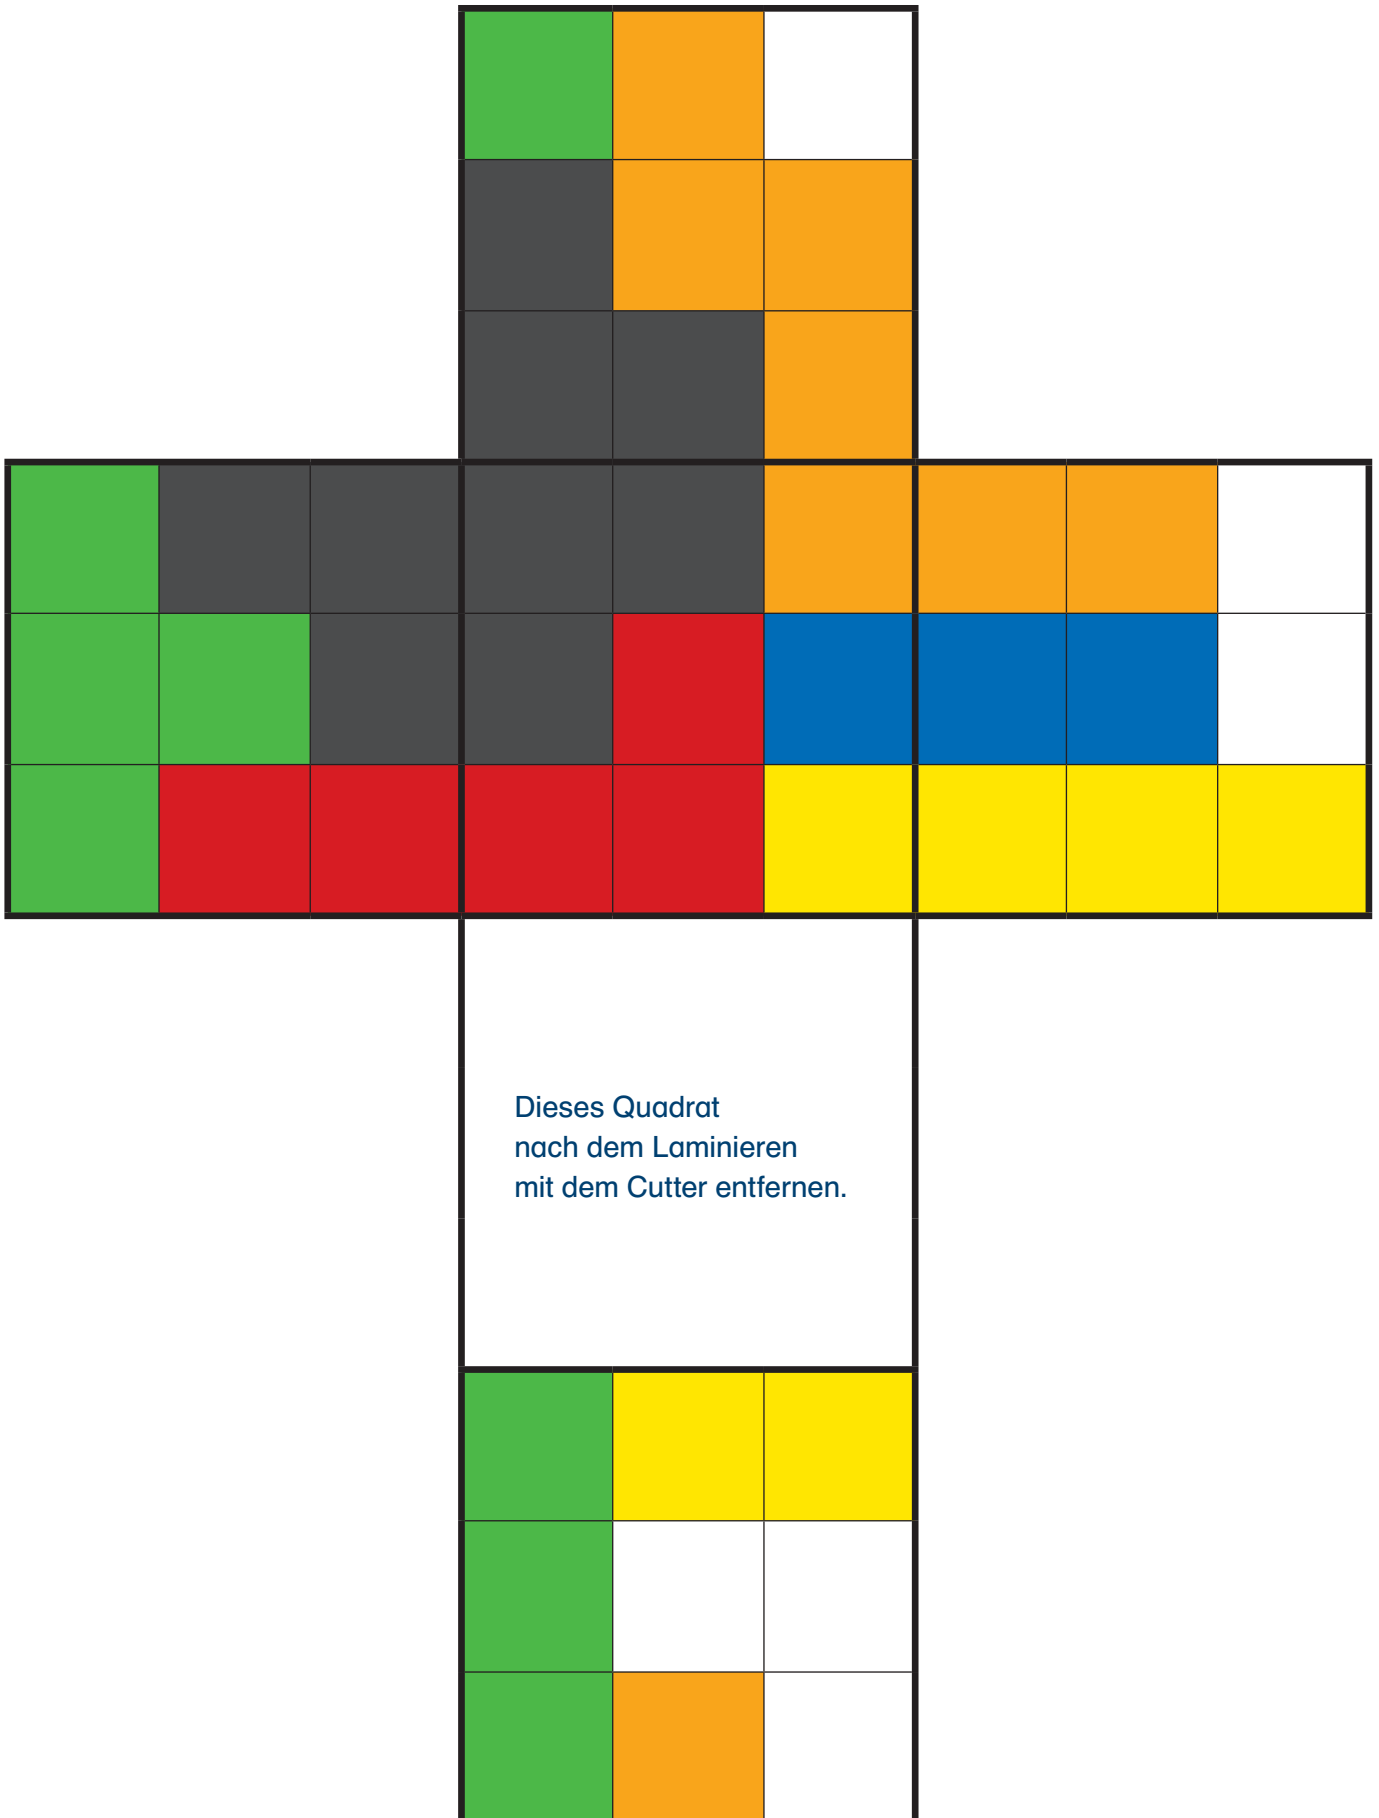 Dieses Quadrat
nach dem Laminieren
mit dem Cutter entfernen.